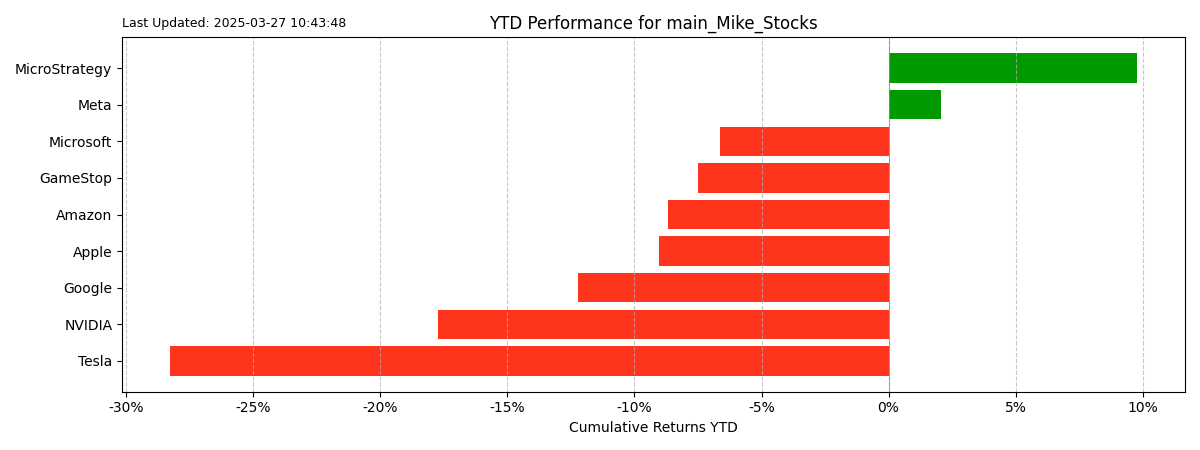 Last Updated: 2025-03-27 10:43:48
YTD Performance for main_Mike_Stocks
MicroStrategy
Meta
Microsoft
GameStop
Amazon
Apple
Google
NVIDIA
Tesla
-30% -25% -20% -15% -10% -5% 0% 5% 10%
Cumulative Returns YTD